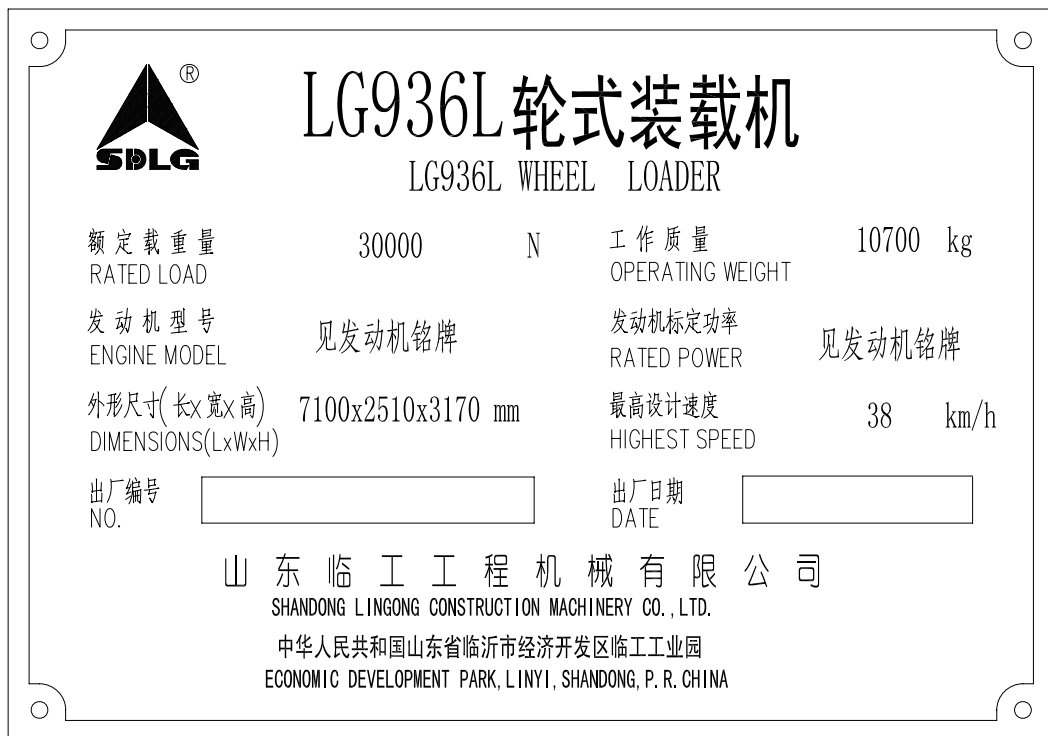 ®
SDLG
LG936L轮式装载机
LG936L WHEEL LOADER
额定载重量 30000 N 工作质量 10700 kg
RATED LOAD OPERATING WEIGHT
发动机型号 见发动机铭牌 发动机标定功率 见发动机铭牌
ENGINE MODEL RATED POWER
外形尺寸(长x宽x高) 7100x2510x3170 mm 最高设计速度 38 km/h
DIMENSIONS(LxWxH) HIGHEST SPEED
出厂编号 出厂日期
NO. DATE
山东临工工程机械有限公司
SHANDONG LINGONG CONSTRUCTION MACHINERY CO.,LTD.
中华人民共和国山东省临沂市经济开发区临工工业园
ECONOMIC DEVELOPMENT PARK,LINYI,SHANDONG,P.R.CHINA